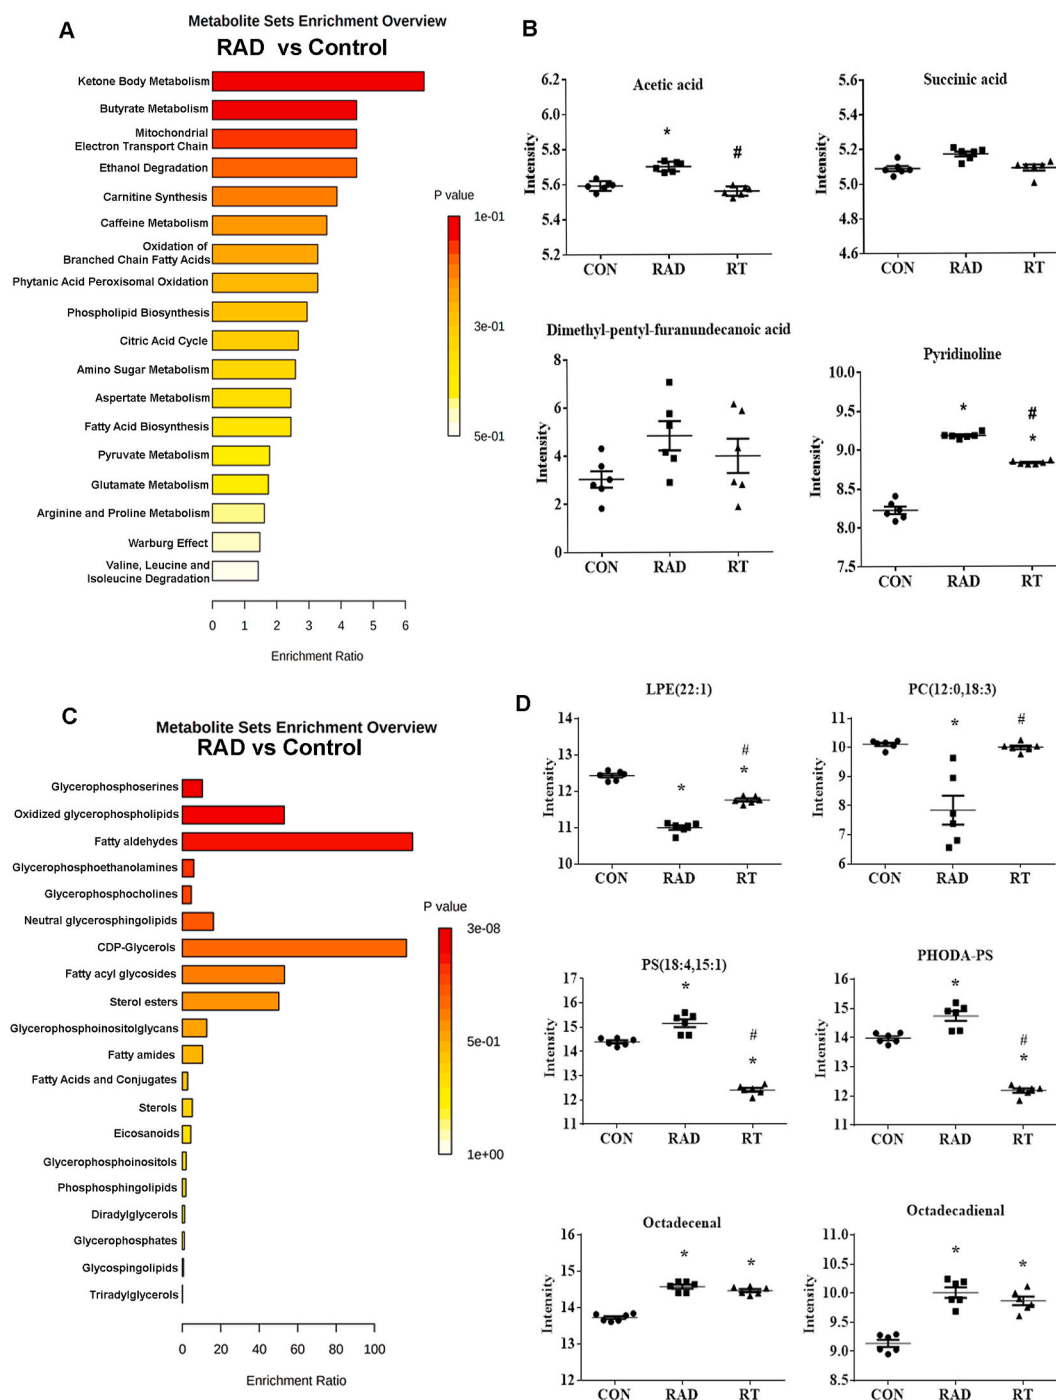 A
Metabolite Sets Enrichment Overview
RAD vs Control
Ketone Body Metabolism
Butyrate Metabolism
Mitochondrial
Electron Transport Chain
Ethanol Degradation
Carnitine Synthesis
Caffeine Metabolism
Oxidation of
Branched Chain Fatty Acids
Phytanic Acid Peroxisomal Oxidation
Phospholipid Biosynthesis
Citric Acid Cycle
Amino Sugar Metabolism
Aspertate Metabolism
Fatty Acid Biosynthesis
Pyruvate Metabolism
Glutamate Metabolism
Arginine and Proline Metabolism
Warburg Effect
Valine, Leucine and
Isoleucine Degradation
0 1 2 3 4 5 6
Enrichment Ratio
P value
1e-01
3e-01
5e-01
B
Acetic acid
Intensity
6.2
6.0
5.8
5.6
5.4
5.2
*
#
CON RAD RT
Succinic acid
Intensity
5.6
5.4
5.2
5.0
4.8
4.6
CON RAD RT
Dimethyl-pentyl-furanundecanoic acid
Intensity
8
6
4
2
0
CON RAD RT
Pyridinoline
Intensity
10.0
9.5
9.0
8.5
8.0
7.5
*
#
*
CON RAD RT
C
Metabolite Sets Enrichment Overview
RAD vs Control
Glycerophosphoserines
Oxidized glycerophospholipids
Fatty aldehydes
Glycerophosphoethanolamines
Glycerophosphocholines
Neutral glycerosphingolipids
CDP-Glycerols
Fatty acyl glycosides
Sterol esters
Glycerophosphoinositolglycans
Fatty amides
Fatty Acids and Conjugates
Sterols
Eicosanoids
Glycerophosphoinositols
Phosphosphingolipids
Diradylglycerols
Glycerophosphates
Glycospingolipids
Triradylglycerols
0 20 40 60 80 100
Enrichment Ratio
P value
3e-08
5e-01
1e+00
D
LPE(22:1)
Intensity
14
13
12
11
10
*
#
*
CON RAD RT
PC(12:0,18:3)
Intensity
11
10
9
8
7
6
*
#
CON RAD RT
PS(18:4,15:1)
Intensity
17
16
15
14
13
12
11
*
#
*
CON RAD RT
PHODA-PS
Intensity
16
15
14
13
12
11
*
#
*
CON RAD RT
Octadecenal
Intensity
16
15
14
13
12
*
*
CON RAD RT
Octadecadienal
Intensity
11.0
10.5
10.0
9.5
9.0
8.5
*
*
CON RAD RT